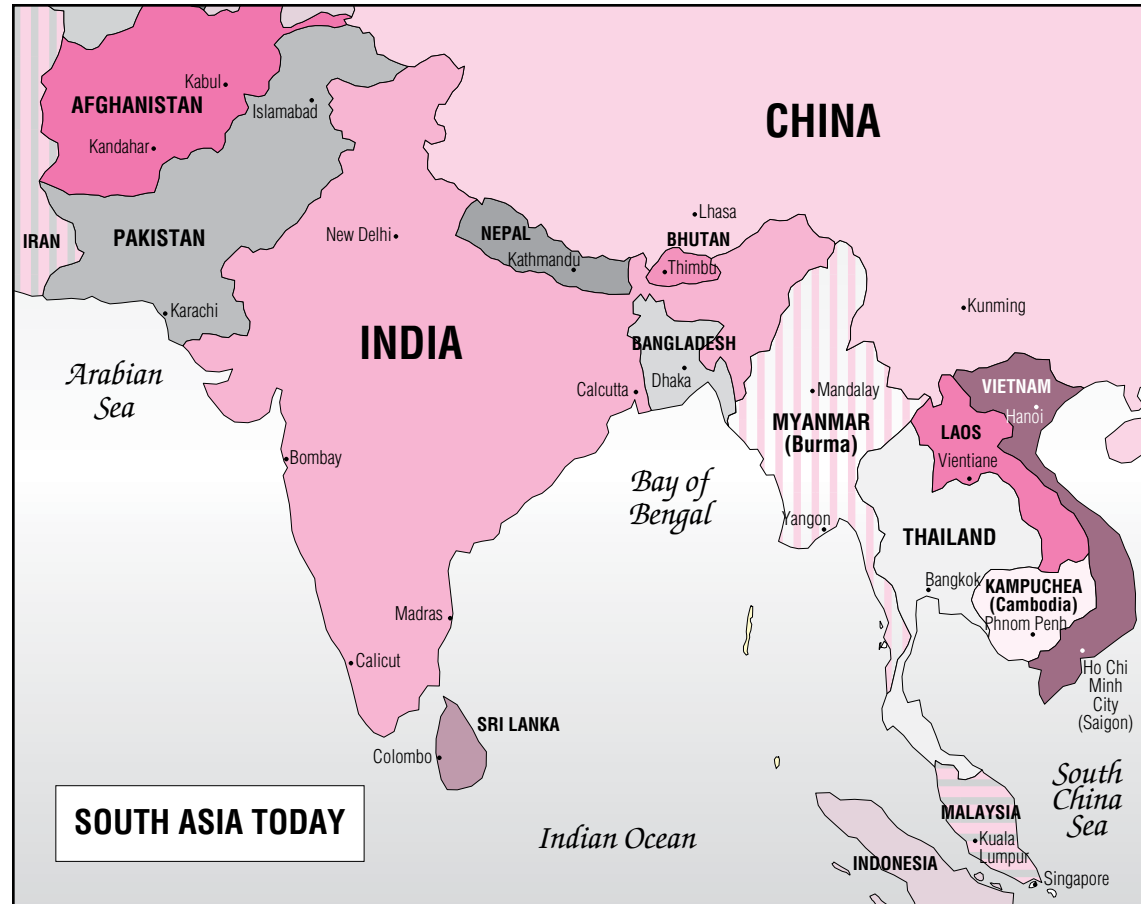 Kabul
AFGHANISTAN
Islamabad
Kandahar
CHINA
IRAN
PAKISTAN
New Delhi
NEPAL
Kathmandu
Lhasa
BHUTAN
Thimbu
Karachi
INDIA
BANGLADESH
Dhaka
Calcutta
Kunming
Arabian
Sea
Mandalay
MYANMAR
(Burma)
VIETNAM
Hanoi
LAOS
Vientiane
Bombay
Bay of
Bengal
Yangon
THAILAND
Bangkok
KAMPUCHEA
(Cambodia)
Phnom Penh
Madras
Calicut
Ho Chi
Minh
City
(Saigon)
SRI LANKA
Colombo
South
China
Sea
SOUTH ASIA TODAY
Indian Ocean
MALAYSIA
Kuala
Lumpur
INDONESIA
Singapore